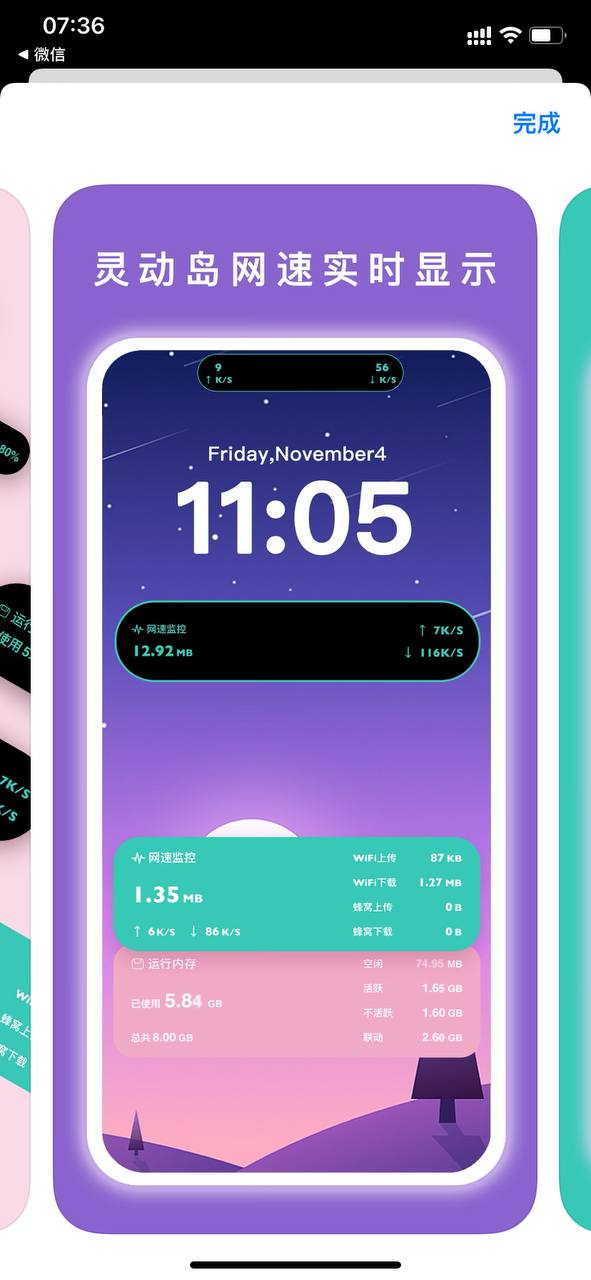 07:36
◀ 微信
完成
灵动岛网速实时显示
9
↑ K/S
56
↓ K/S
Friday,November4
11:05
网速监控
12.92 MB
↑ 7K/S
↓ 116K/S
80%
运行
使用 5
7K/S
K/S
网速监控
1.35 MB
↑ 6K/S ↓ 86 K/S
WiFi上传 87 KB
WiFi下载 1.27 MB
蜂窝上传 0 B
蜂窝下载 0 B
运行内存
已使用 5.84 GB
总共 8.00 GB
空闲 74.95 MB
活跃 1.65 GB
不活跃 1.60 GB
联动 2.60 GB
蜂窝上
窝下载